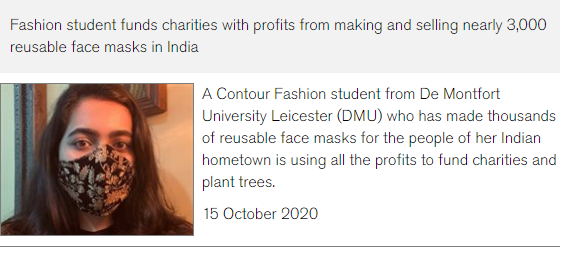 Fashion student funds charities with profits from making and selling nearly 3,000
reusable face masks in India
A Contour Fashion student from De Montfort
University Leicester (DMU) who has made thousands
of reusable face masks for the people of her Indian
hometown is using all the profits to fund charities and
plant trees.
15 October 2020